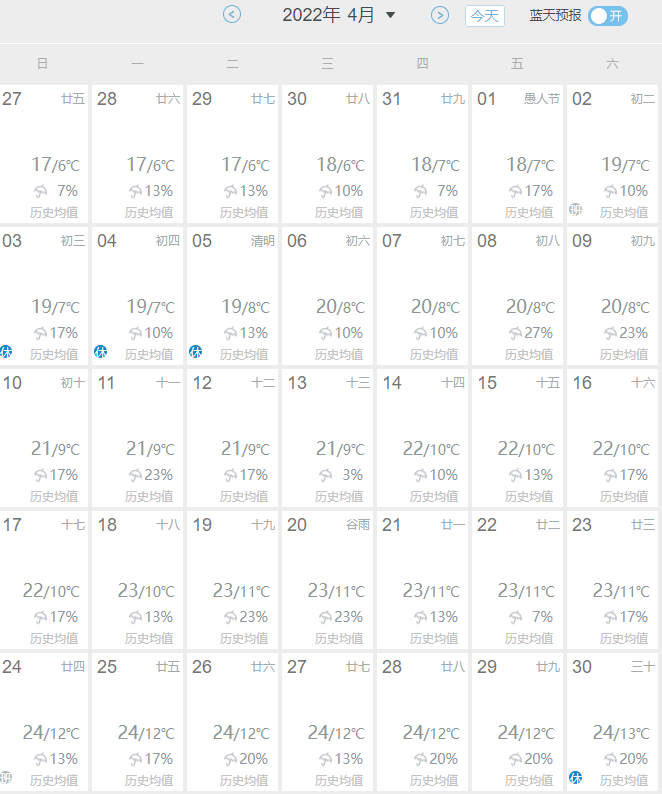 2022年 4月 今天 蓝天预报 开
日 一 二 三 四 五 六
27 廿五 28 廿六 29 廿七 30 廿八 31 廿九 01 愚人节 02 初二
17/6℃ 17/6℃ 17/6℃ 18/6℃ 18/7℃ 18/7℃ 19/7℃
7% 13% 13% 10% 7% 17% 10%
班 历史均值 历史均值 历史均值 历史均值 历史均值 历史均值 历史均值
03 初三 04 初四 05 清明 06 初六 07 初七 08 初八 09 初九
19/7℃ 19/7℃ 19/8℃ 20/8℃ 20/8℃ 20/8℃ 20/8℃
17% 10% 13% 10% 10% 27% 23%
休 历史均值 休 历史均值 休 历史均值 历史均值 历史均值 历史均值 历史均值
10 初十 11 十一 12 十二 13 十三 14 十四 15 十五 16 十六
21/9℃ 21/9℃ 21/9℃ 21/9℃ 22/10℃ 22/10℃ 22/10℃
17% 23% 17% 3% 10% 13% 17%
历史均值 历史均值 历史均值 历史均值 历史均值 历史均值 历史均值
17 十七 18 十八 19 十九 20 谷雨 21 廿一 22 廿二 23 廿三
22/10℃ 23/10℃ 23/11℃ 23/11℃ 23/11℃ 23/11℃ 23/11℃
17% 13% 23% 23% 13% 7% 17%
历史均值 历史均值 历史均值 历史均值 历史均值 历史均值 历史均值
24 廿四 25 廿五 26 廿六 27 廿七 28 廿八 29 廿九 30 三十
24/12℃ 24/12℃ 24/12℃ 24/12℃ 24/12℃ 24/12℃ 24/13℃
13% 17% 20% 13% 20% 20% 20%
班 历史均值 历史均值 历史均值 历史均值 历史均值 历史均值 休 历史均值